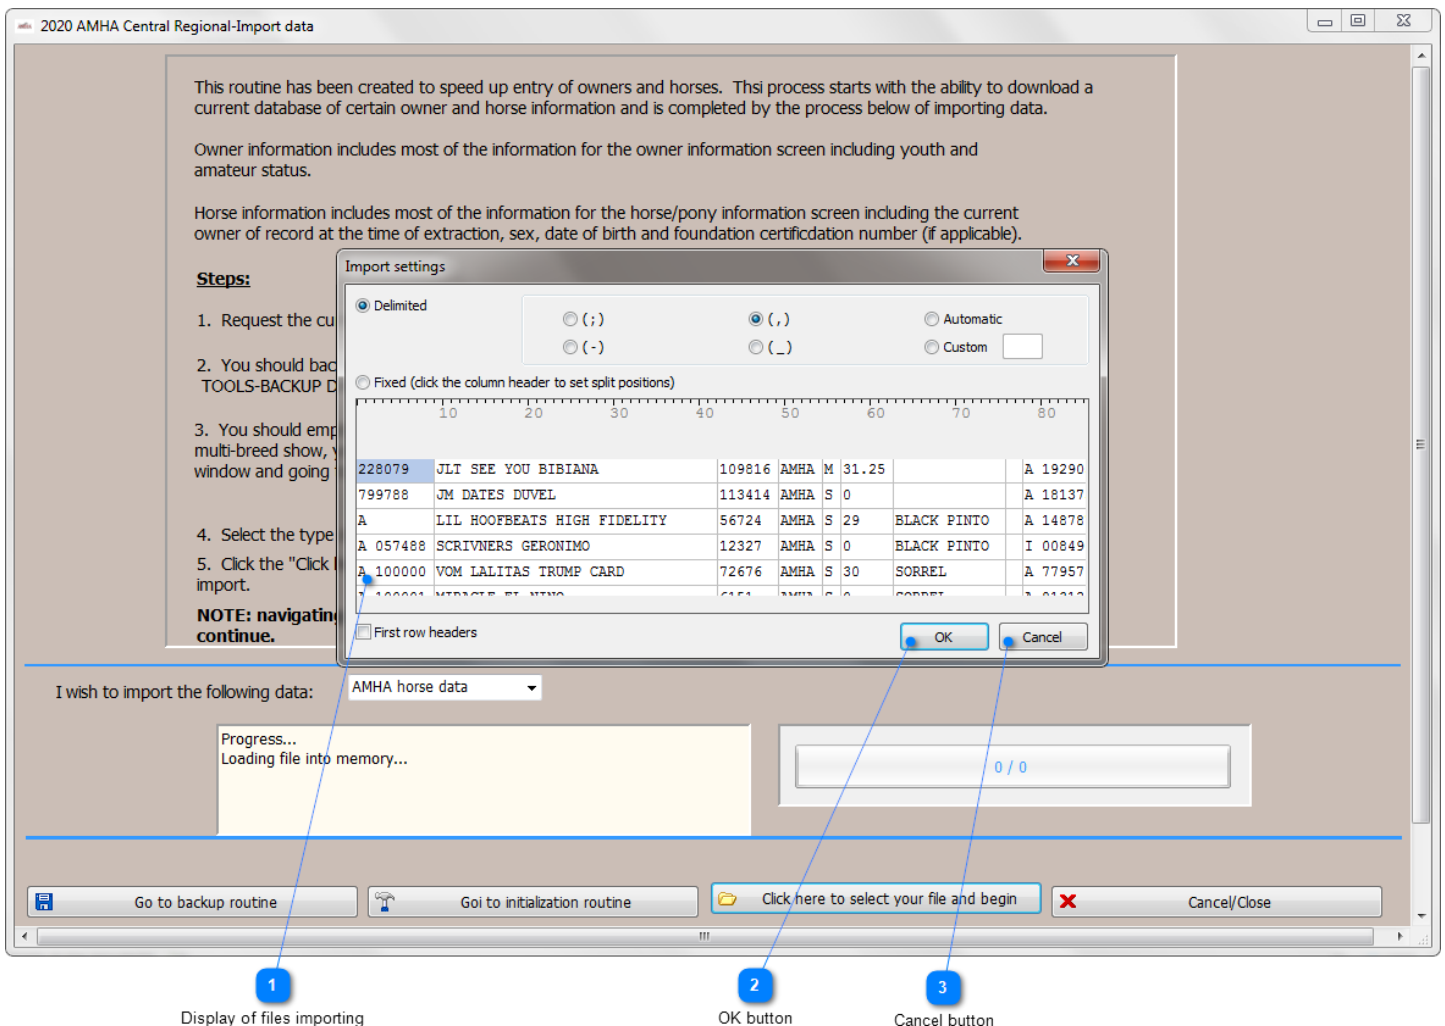 2020 AMHA Central Regional-Import data
This routine has been created to speed up entry of owners and horses.  Thsi process starts with the ability to download a
current database of certain owner and horse information and is completed by the process below of importing data.
Owner information includes most of the information for the owner information screen including youth and
amateur status.
Horse information includes most of the information for the horse/pony information screen including the current
owner of record at the time of extraction, sex, date of birth and foundation certificdation number (if applicable).
Steps:
1.  Request the cu
2.  You should bac
TOOLS-BACKUP D
3.  You should emp
multi-breed show, y
window and going
4.  Select the type
5.  Click the "Click
import.
NOTE: navigating
continue.
Import settings
Delimited
(;)
(,)
Automatic
(-)
(_)
Custom
Fixed (click the column header to set split positions)
10 20 30 40 50 60 70 80
228079 JLT SEE YOU BIBIANA 109816 AMHA M 31.25 A 19290
799788 JM DATES DUVEL 113414 AMHA S 0 A 18137
A LIL HOOFBEATS HIGH FIDELITY 56724 AMHA S 29 BLACK PINTO A 14878
A 057488 SCRIVNERS GERONIMO 12327 AMHA S 0 BLACK PINTO I 00849
A 100000 VOM LALITAS TRUMP CARD 72676 AMHA S 30 SORREL A 77957
First row headers
OK
Cancel
I wish to import the following data:
AMHA horse data
Progress...
Loading file into memory...
0 / 0
Go to backup routine
Goi to initialization routine
Click here to select your file and begin
Cancel/Close
1
2
3
Display of files importing
OK button
Cancel button